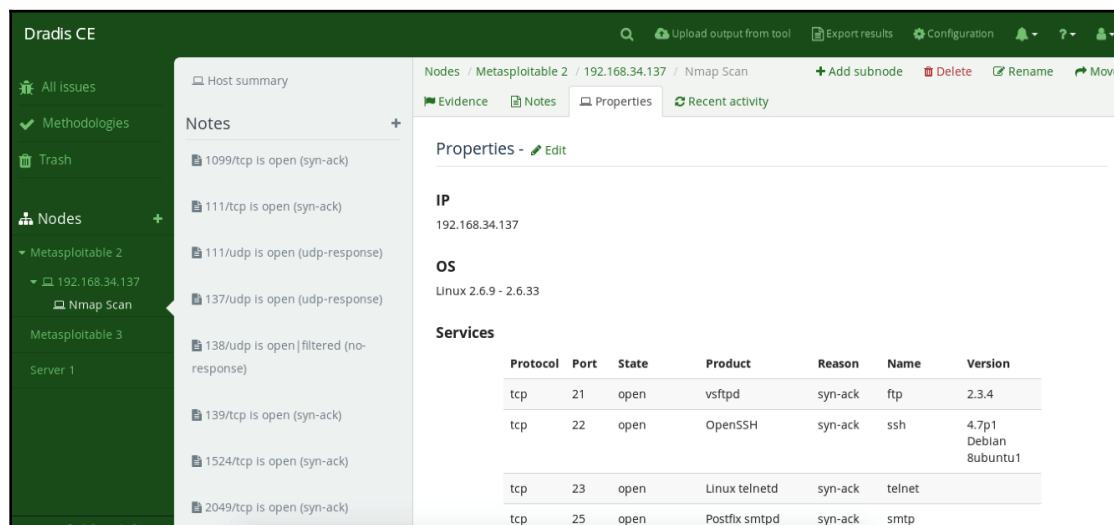 Dradis CE
Upload output from tool Export results Configuration ?
All issues
Methodologies
Trash
Nodes +
Metasploitable 2
192.168.34.137
Nmap Scan
Metasploitable 3
Server 1
Host summary
Notes +
1099/tcp is open (syn-ack)
111/tcp is open (syn-ack)
111/udp is open (udp-response)
137/udp is open (udp-response)
138/udp is open|filtered (no-
response)
139/tcp is open (syn-ack)
1524/tcp is open (syn-ack)
2049/tcp is open (syn-ack)
Nodes / Metasploitable 2 / 192.168.34.137 / Nmap Scan + Add subnode Delete Rename Move
Evidence Notes Properties Recent activity
Properties - Edit
IP
192.168.34.137
OS
Linux 2.6.9 - 2.6.33
Services
Protocol Port State Product Reason Name Version
tcp 21 open vsftpd syn-ack ftp 2.3.4
tcp 22 open OpenSSH syn-ack ssh 4.7p1
Debian
8ubuntu1
tcp 23 open Linux telnetd syn-ack telnet
tcp 25 open Postfix smtpd syn-ack smtp